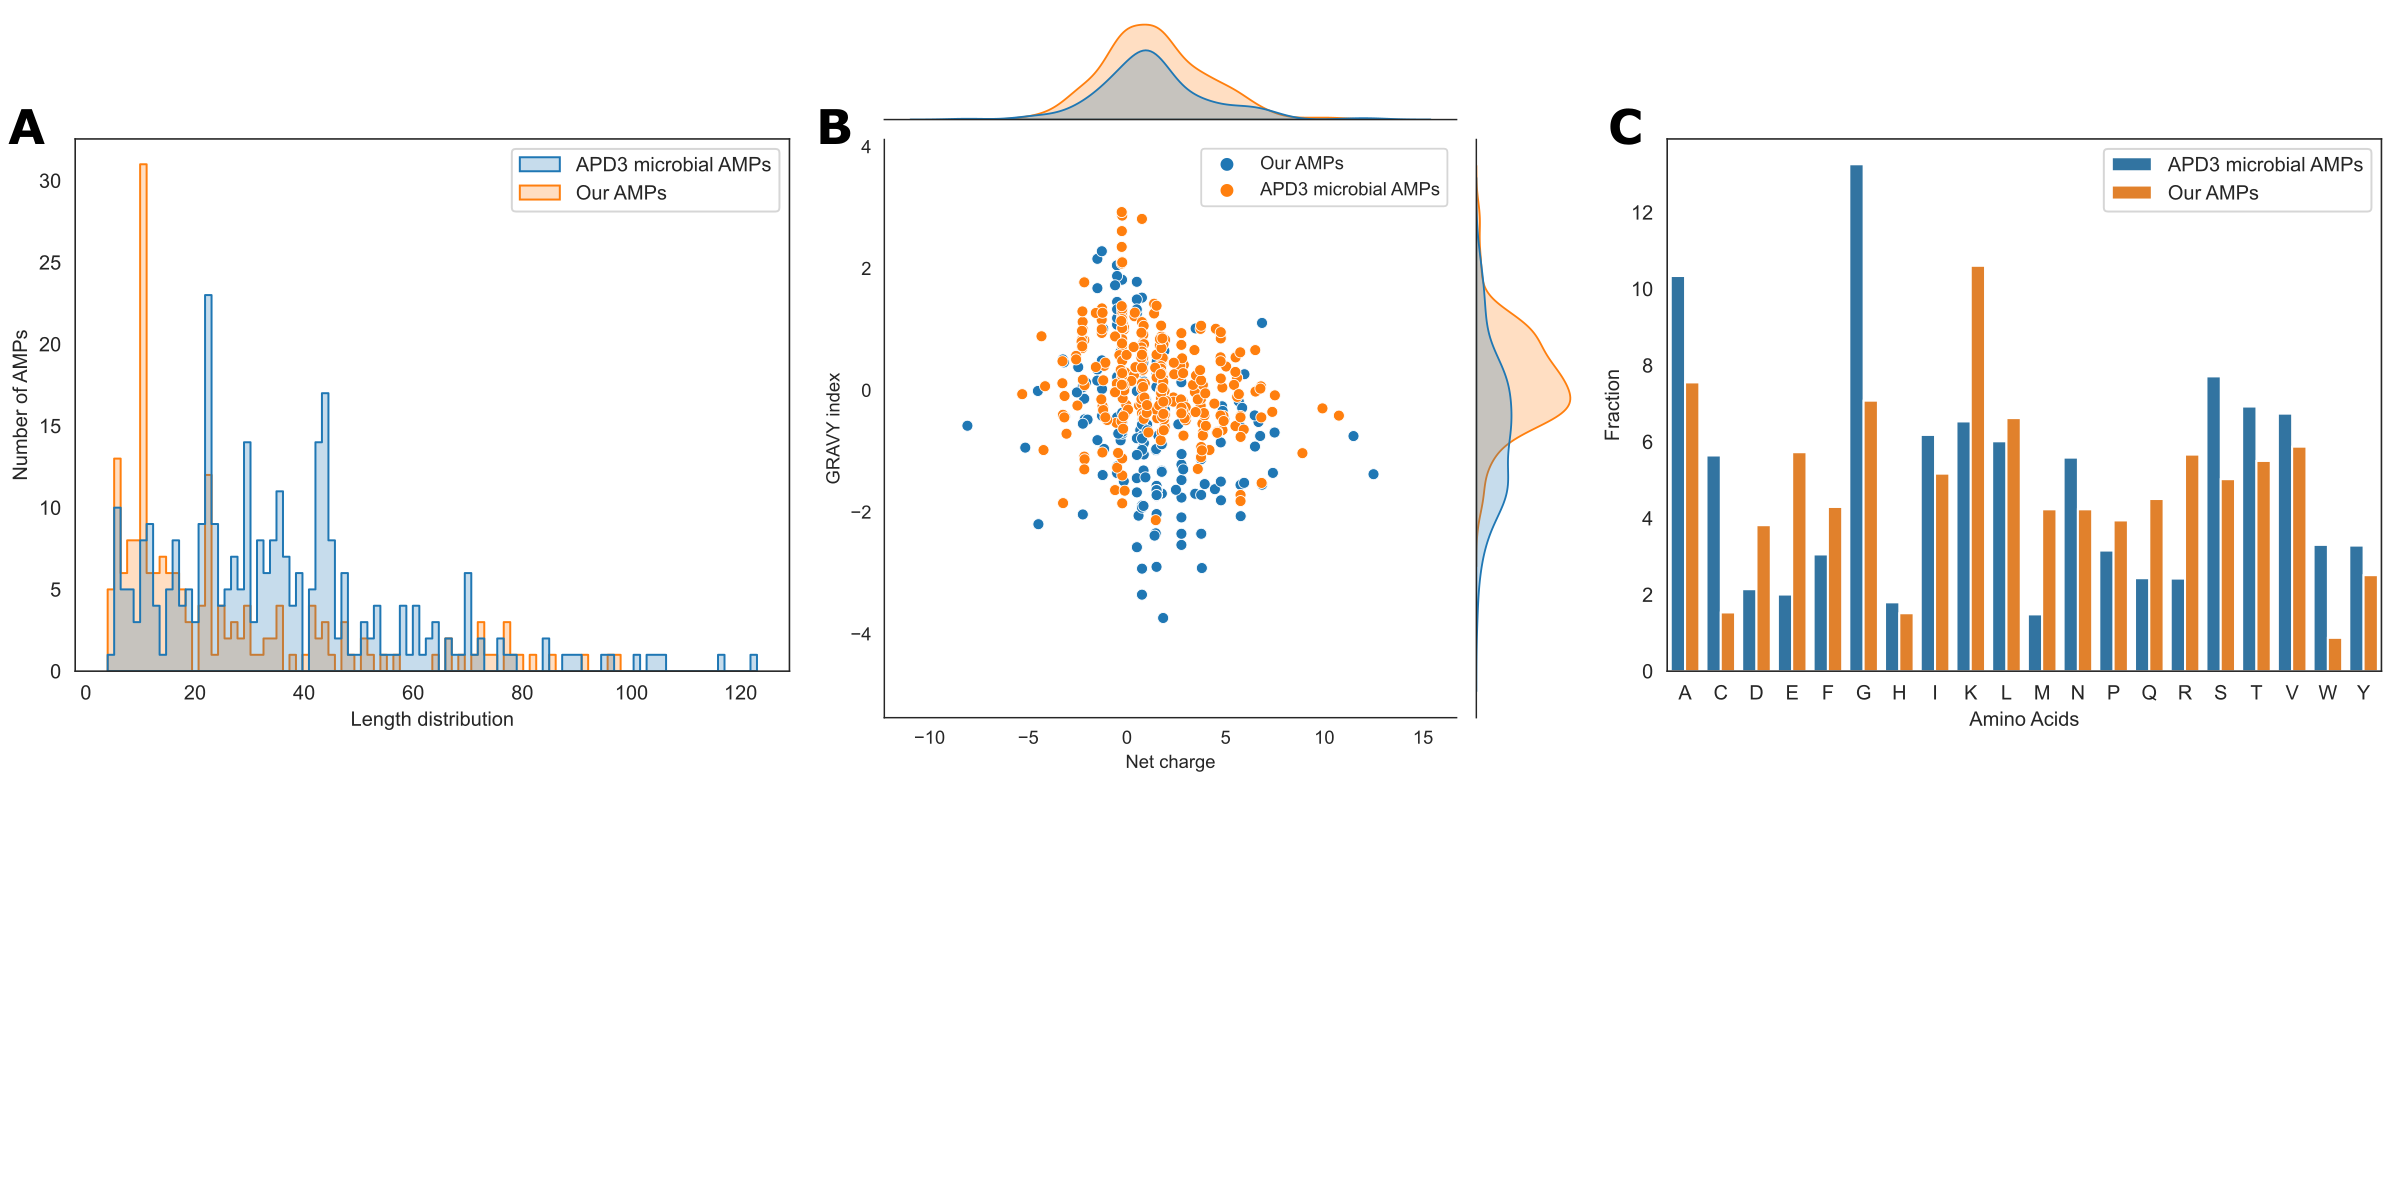 A
APD3 microbial AMPs
Our AMPs
Number of AMPs
30
25
20
15
10
5
0
0 20 40 60 80 100 120
Length distribution
B
Our AMPs
APD3 microbial AMPs
GRAVY index
4
2
0
−2
−4
−10 −5 0 5 10 15
Net charge
C
APD3 microbial AMPs
Our AMPs
Fraction
12
10
8
6
4
2
0
A C D E F G H I K L M N P Q R S T V W Y
Amino Acids